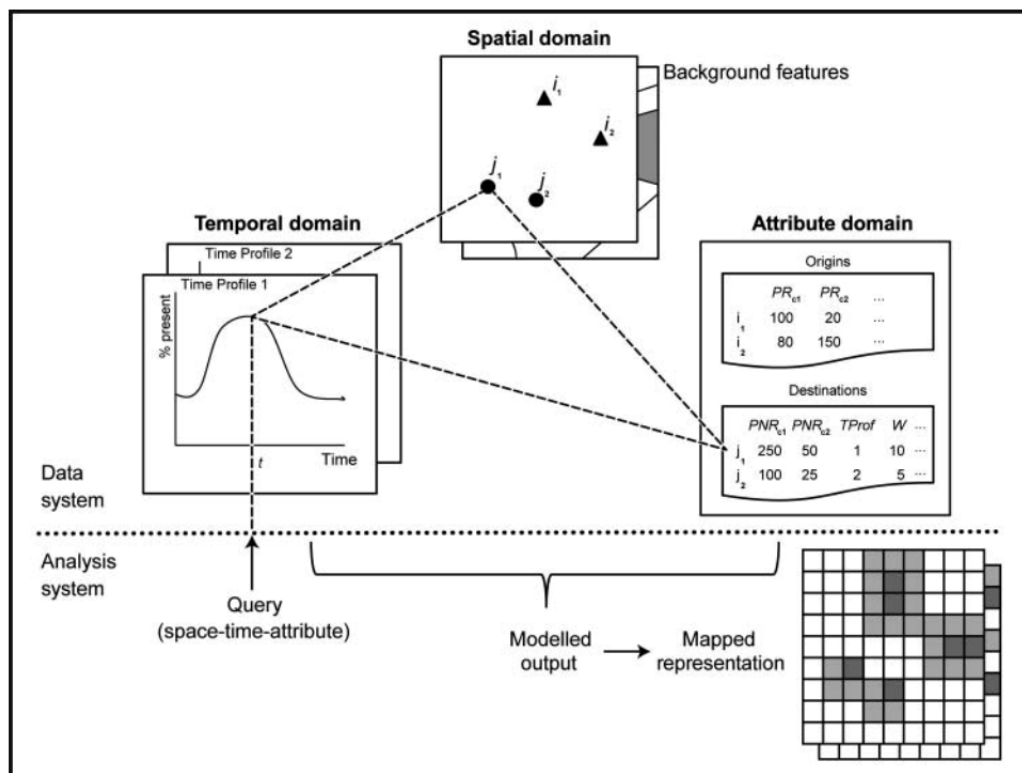 Spatial domain
Background features
i1
i2
j1
j2
Temporal domain
Time Profile 2
Time Profile 1
% present
t
Time
Attribute domain
Origins
PRc1 PRc2 ...
i1 100 20 ...
i2 80 150 ...
Destinations
PNRc1 PNRc2 TProf W ...
j1 250 50 1 10 ...
j2 100 25 2 5 ...
Data
system
Analysis
system
Query
(space-time-attribute)
Modelled
output
Mapped
representation